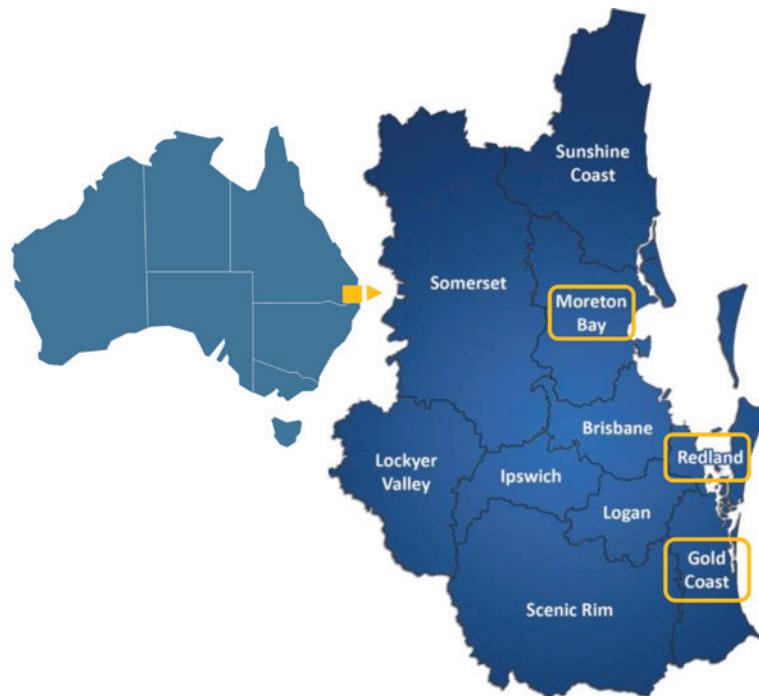 Sunshine
Coast
Somerset
Moreton
Bay
Brisbane
Redland
Lockyer
Valley
Ipswich
Logan
Gold
Coast
Scenic Rim